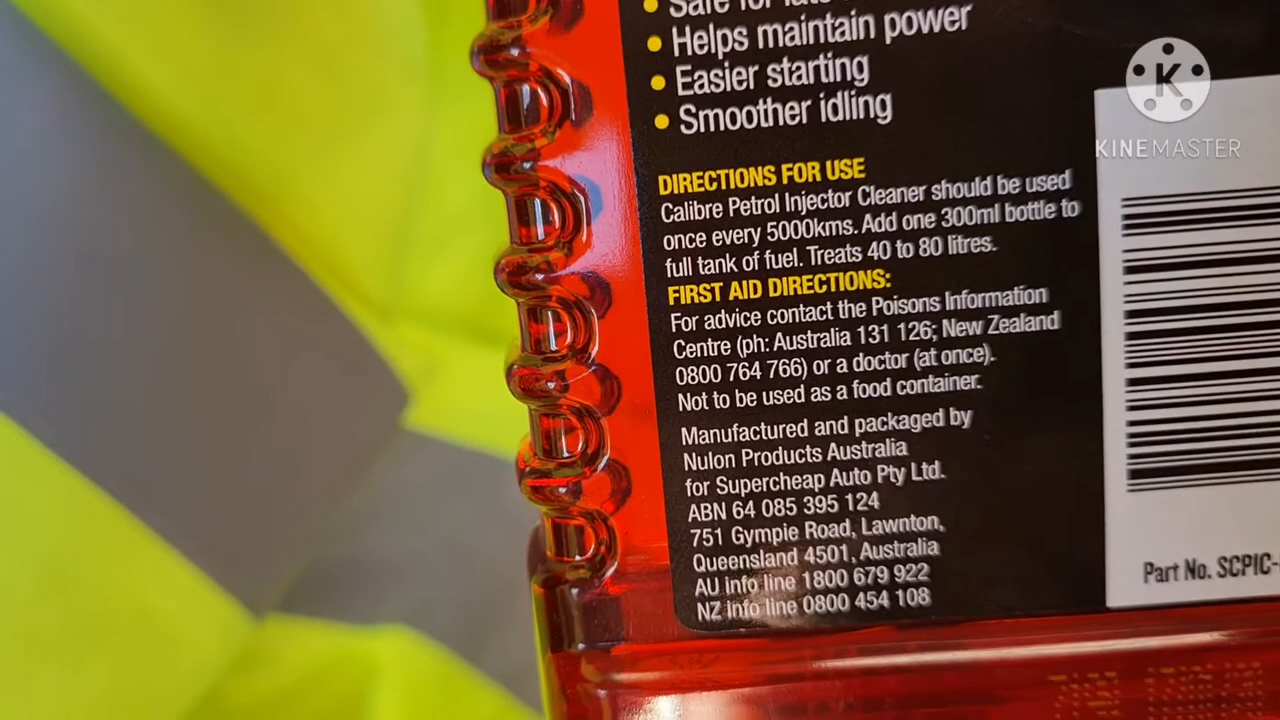 Safe for late
• Helps maintain power
• Easier starting
• Smoother idling
DIRECTIONS FOR USE
Calibre Petrol Injector Cleaner should be used
once every 5000kms. Add one 300ml bottle to
full tank of fuel. Treats 40 to 80 litres.
FIRST AID DIRECTIONS:
For advice contact the Poisons Information
Centre (ph: Australia 131 126; New Zealand
0800 764 766) or a doctor (at once).
Not to be used as a food container.
Manufactured and packaged by
Nulon Products Australia
for Supercheap Auto Pty Ltd.
ABN 64 085 395 124
751 Gympie Road, Lawnton,
Queensland 4501, Australia
AU info line 1800 679 922
NZ info line 0800 454 108
K
KINEMASTER
Part No. SCPIC-